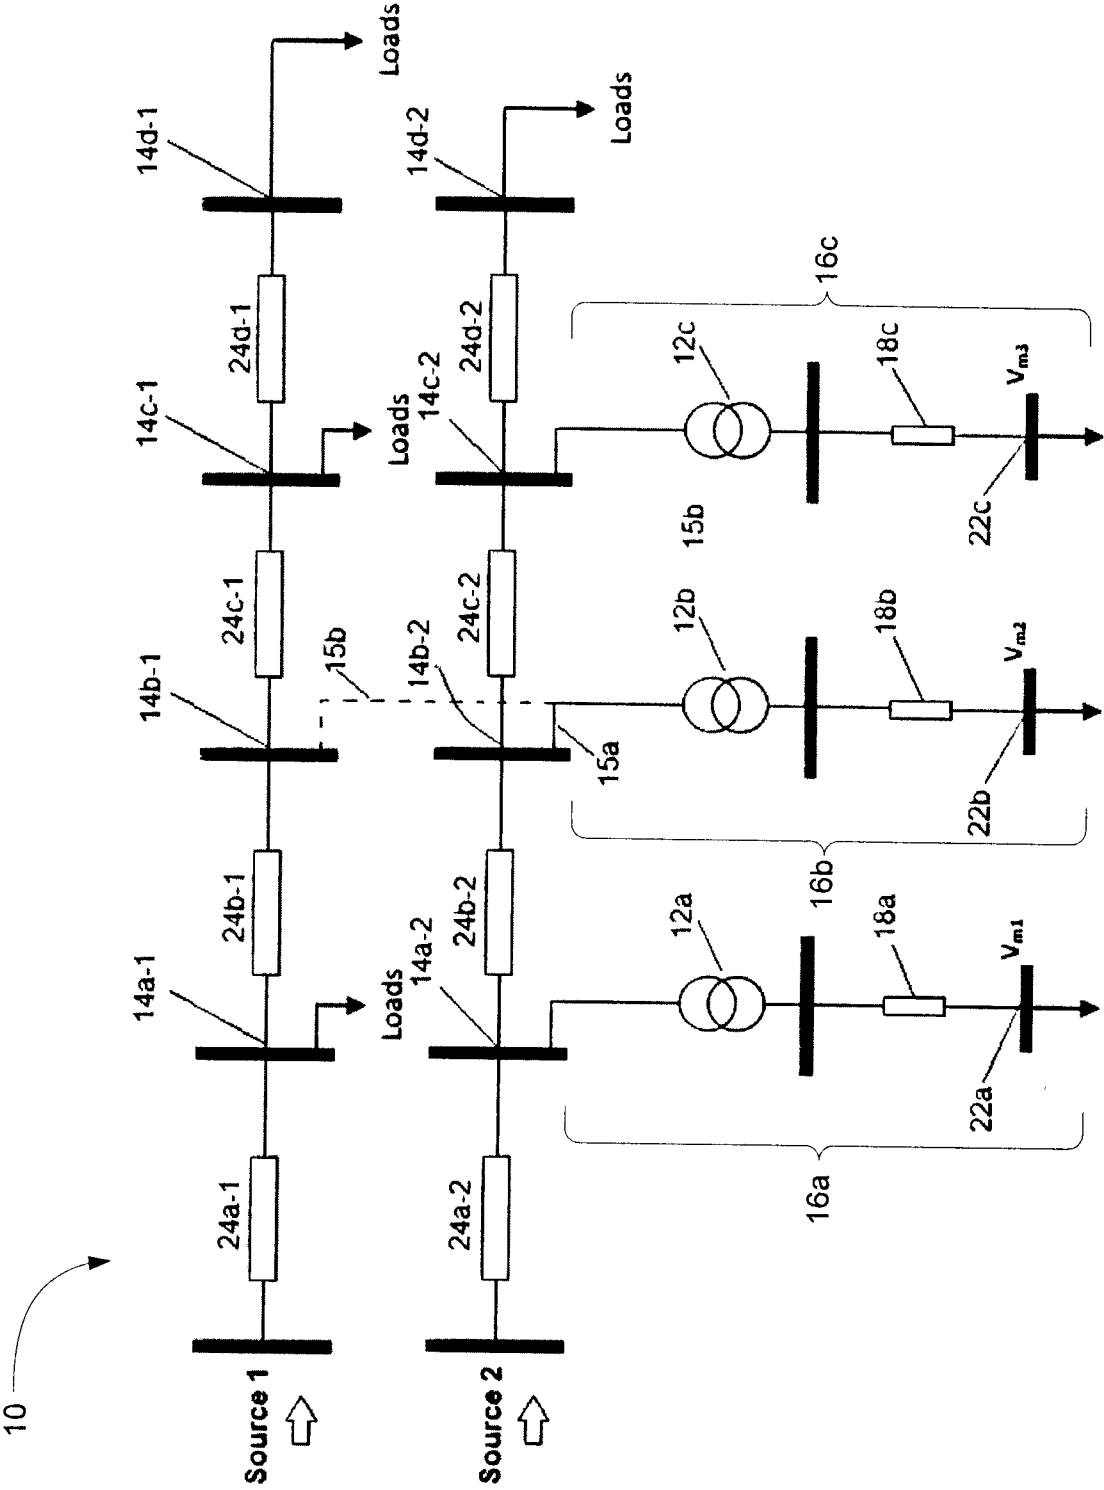 10
Source 1
24a-1
14a-1
Loads
24b-1
14b-1
15b
24c-1
14c-1
Loads
24d-1
14d-1
Loads
Source 2
24a-2
14a-2
24b-2
14b-2
15a
24c-2
14c-2
24d-2
14d-2
Loads
16a
12a
18a
22a
Vm1
16b
12b
18b
22b
Vm2
15b
16c
12c
18c
22c
Vm3